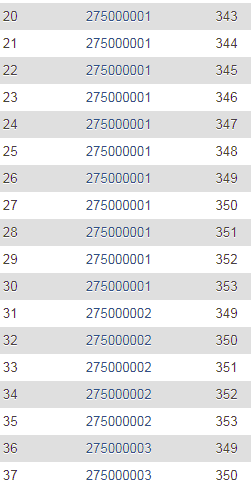 20 275000001 343
21 275000001 344
22 275000001 345
23 275000001 346
24 275000001 347
25 275000001 348
26 275000001 349
27 275000001 350
28 275000001 351
29 275000001 352
30 275000001 353
31 275000002 349
32 275000002 350
33 275000002 351
34 275000002 352
35 275000002 353
36 275000003 349
37 275000003 350